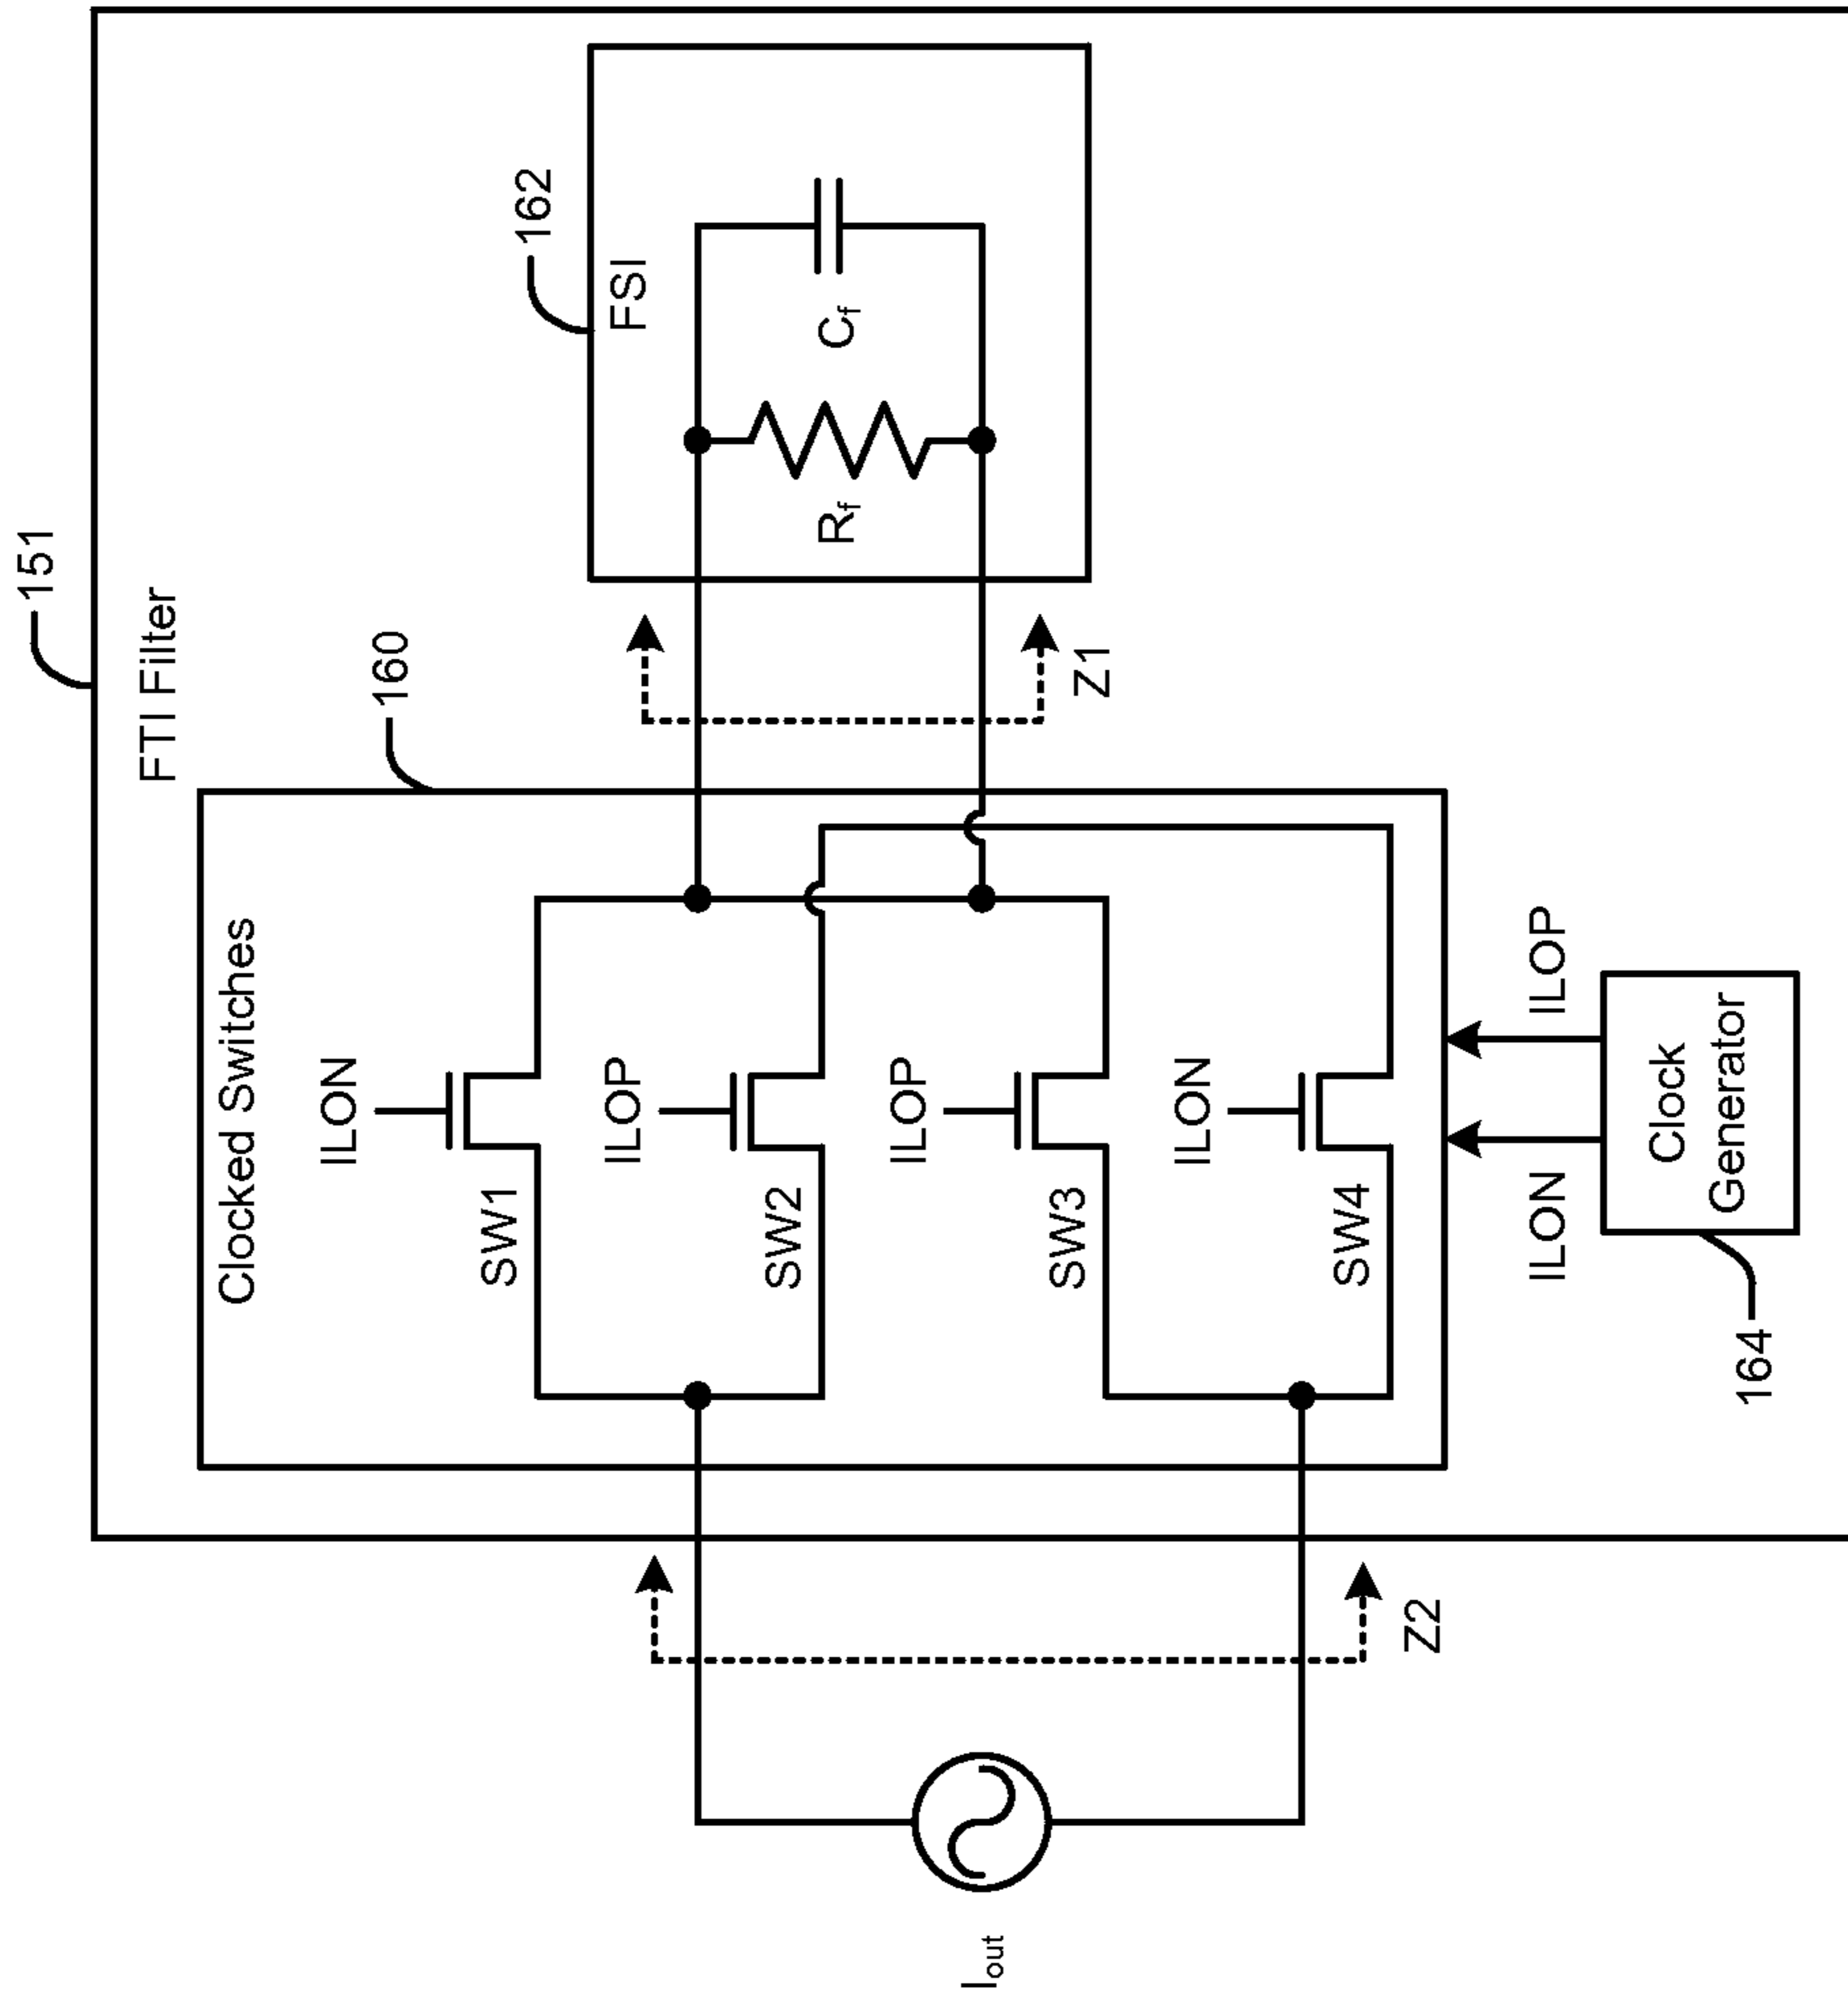 151
FTI Filter
160
Clocked Switches
ILON
SW1
ILOP
SW2
ILOP
SW3
ILON
SW4
162
FSI
Rf
Cf
Z1
Z2
Iout
ILON
ILOP
Clock
Generator
164